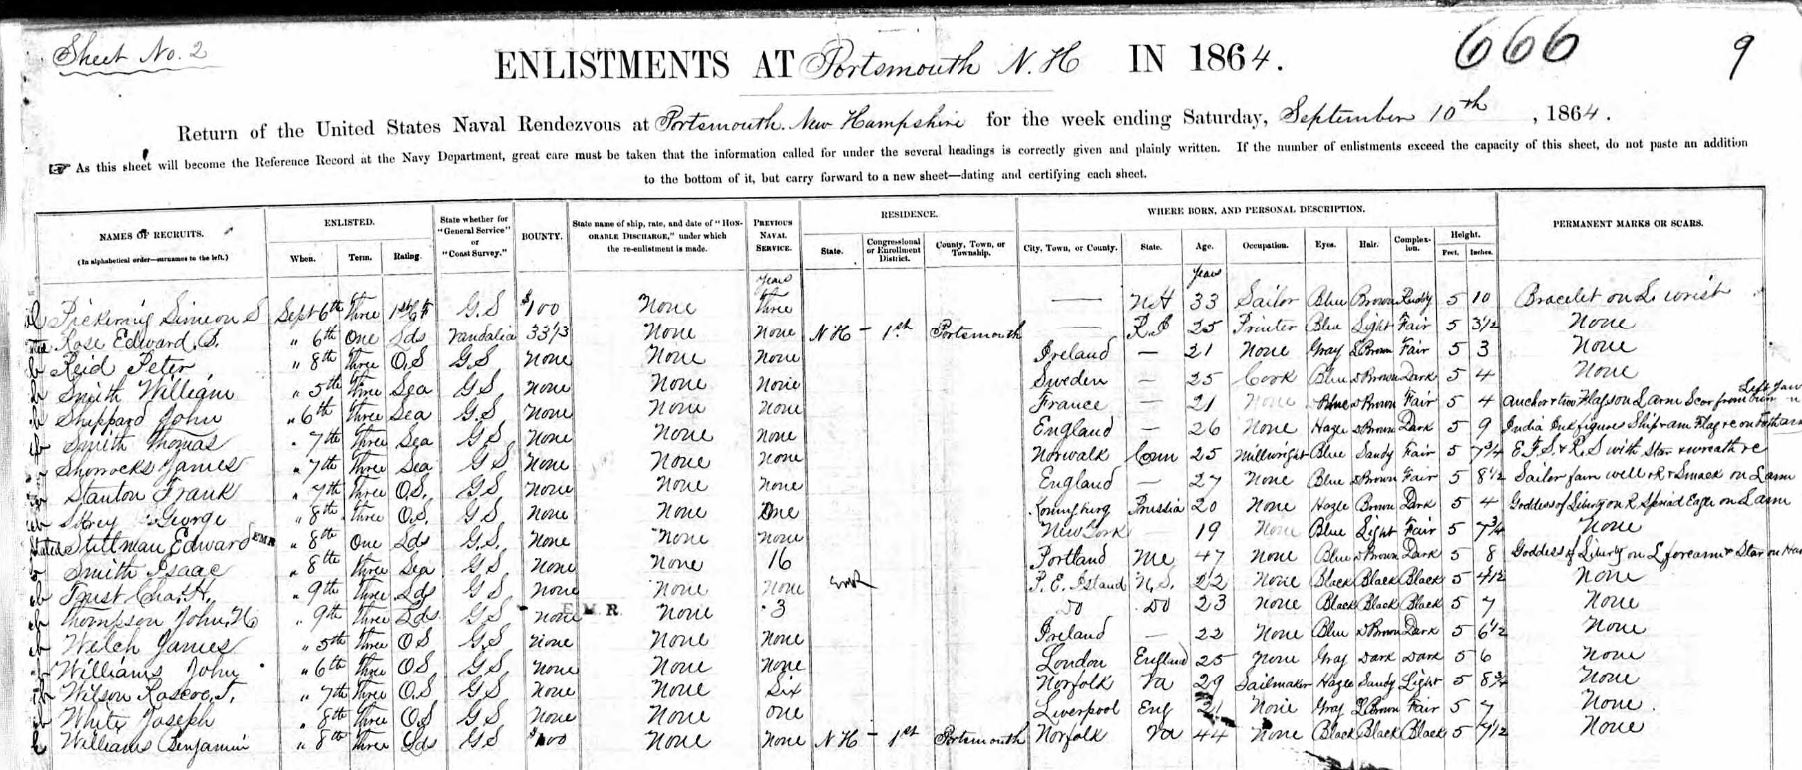 Sheet No. 2
666
9
ENLISTMENTS AT Portsmouth N. H IN 1864.
Return of the United States Naval Rendezvous at Portsmouth. New Hampshire for the week ending Saturday, September 10th, 1864.
☞ As this sheet will become the Reference Record at the Navy Department, great care must be taken that the information called for under the several headings is correctly given and plainly written. If the number of enlistments exceed the capacity of this sheet, do not paste an addition
to the bottom of it, but carry forward to a new sheet—dating and certifying each sheet.
NAMES OF RECRUITS. (In alphabetical order—surnames to the left.) ENLISTED. When. Term. Rating. State whether for "General Service" or "Coast Survey." BOUNTY. State name of ship, rate, and date of "HONORABLE DISCHARGE," under which the re-enlistment is made. PREVIOUS NAVAL SERVICE. RESIDENCE. State. Congressional or Enrollment District. County, Town, or Township. WHERE BORN, AND PERSONAL DESCRIPTION. City, Town, or County. State. Age. Occupation. Eyes. Hair. Complexion. Height. Feet. Inches. PERMANENT MARKS OR SCARS.
years years
Pickering Simeon S Sept 6th Three G.S $100 None Three — NH 33 Sailor Blue Brown Ruddy 5 10 Bracelet on L. wrist
Rose Edward " 6th One Lds Vandalia 33 1/3 None None NH — 1st Portsmouth — R.I 25 Printer Blue Light Fair 5 3 1/2 None
Reid Peter " 8th Three O.S GS None None None Ireland — 21 None Gray L Brown Fair 5 3 None
Smith William " 5th Three Sea GS None None None Sweden — 25 Cook Blue D Brown Dark 5 4 None
Sheppard John " 6th Three Sea G.S None None None France — 21 None Blue D Brown Fair 5 4 Anchor & two Flags on L arm Scar from
Smith Thomas " 7th Three Sea G S None None None England — 26 None Hazel D Brown Dark 5 9 India Ink figures Ship Flag
Shorrocks James " 7th Three Sea G S None None None Norwalk Conn 25 Millwright Blue Sandy Fair 5 7 3/4 E.F.S. & R.S with Star wreath
Stanton Frank " 7th Three O.S. GS None None None England — 27 None Blue D Brown Fair 5 8 1/2 Sailor farewell on L arm
George " 8th Three O.S. G S None None One Koningburg Prussia 20 None Hazel Brown Dark 5 4 Goddess of Liberty on R Spread Eagle on L arm
Stillman Edward EMR " 8th One Lds G.S. None None None New York 19 None Blue Light Fair 5 7 3/4 None
Smith Isaac " 8th Three Sea G S None None 16 Portland Me 47 None Blue D Brown Dark 5 8 Goddess of Liberty on L forearm & Star on
Chas. H. " 9th Three Lds G S None None None EMR P. E. Island N.S. 22 None Black Black Black 5 4 1/2 None
Thompson John H " 9th Three Lds G S None E.M.R. None 3 Do Do 23 None Black Black Black 5 7 None
Welch James " 5th Three OS G.S None None None Ireland — 22 None Blue D Brown Dark 5 6 1/2 None
Williams John " 6th Three O.S G.S None None None London England 25 None Gray Dark Dark 5 6 None
Wilson Roscoe T. " 7th Three O.S G S None None Six Norfolk Va 29 Sailmaker Hazel Sandy Light 5 8 3/4 None
White Joseph " 8th Three O.S G S None None One Liverpool Eng 21 None Gray L Brown Fair 5 7 None
Williams Benjamin " 8th Three Lds GS $100 None None NH — 1st Portsmouth Norfolk Va 44 None Black Black Black 5 7 1/2 None